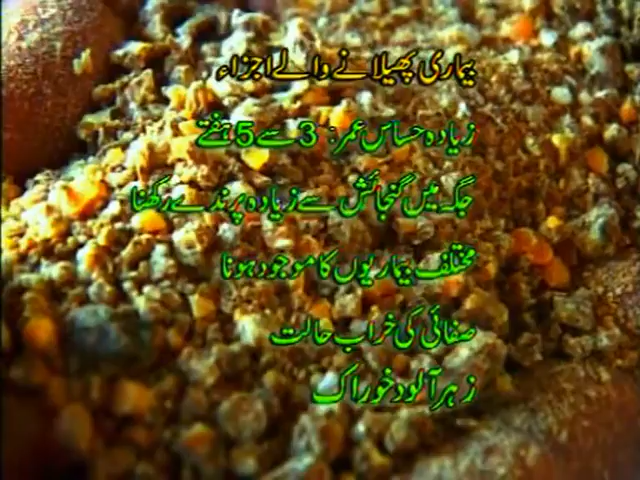 بیماری پھیلانے والے اجزاء
زیادہ حساس عمر: 3 سے 5 ہفتے
جگہ میں گنجائش سے زیادہ پرندے رکھنا
مختلف بیماریوں کا موجود ہونا
صفائی کی خراب حالت
زہر آلود خوراک